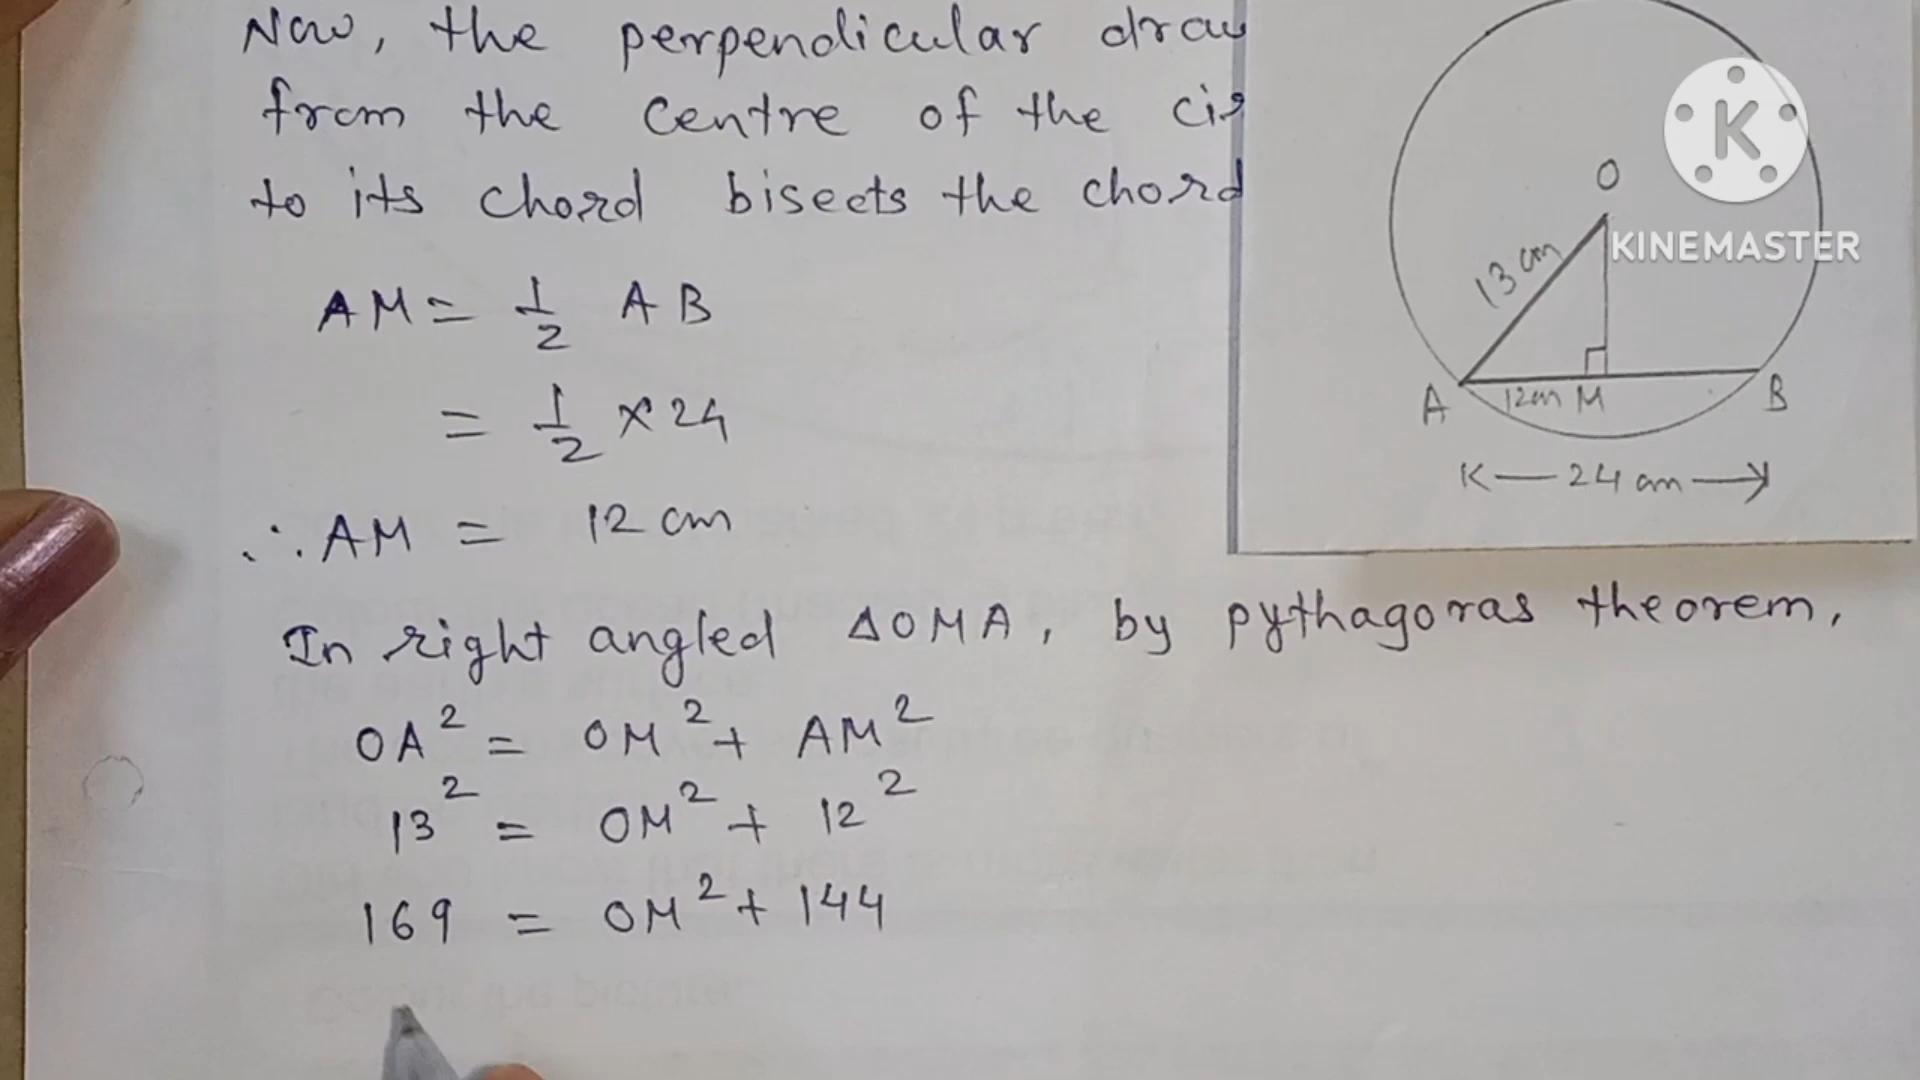 Now, the perpendicular
from the centre of the
to its chord bisects the chord
AM = 1/2 AB
= 1/2 × 24
∴ AM = 12 cm
In right angled ΔOMA, by pythagoras theorem,
OA² = OM² + AM²
13² = OM² + 12²
169 = OM² + 144
K
KINEMASTER
O
13 cm
A 12cm M B
24 cm